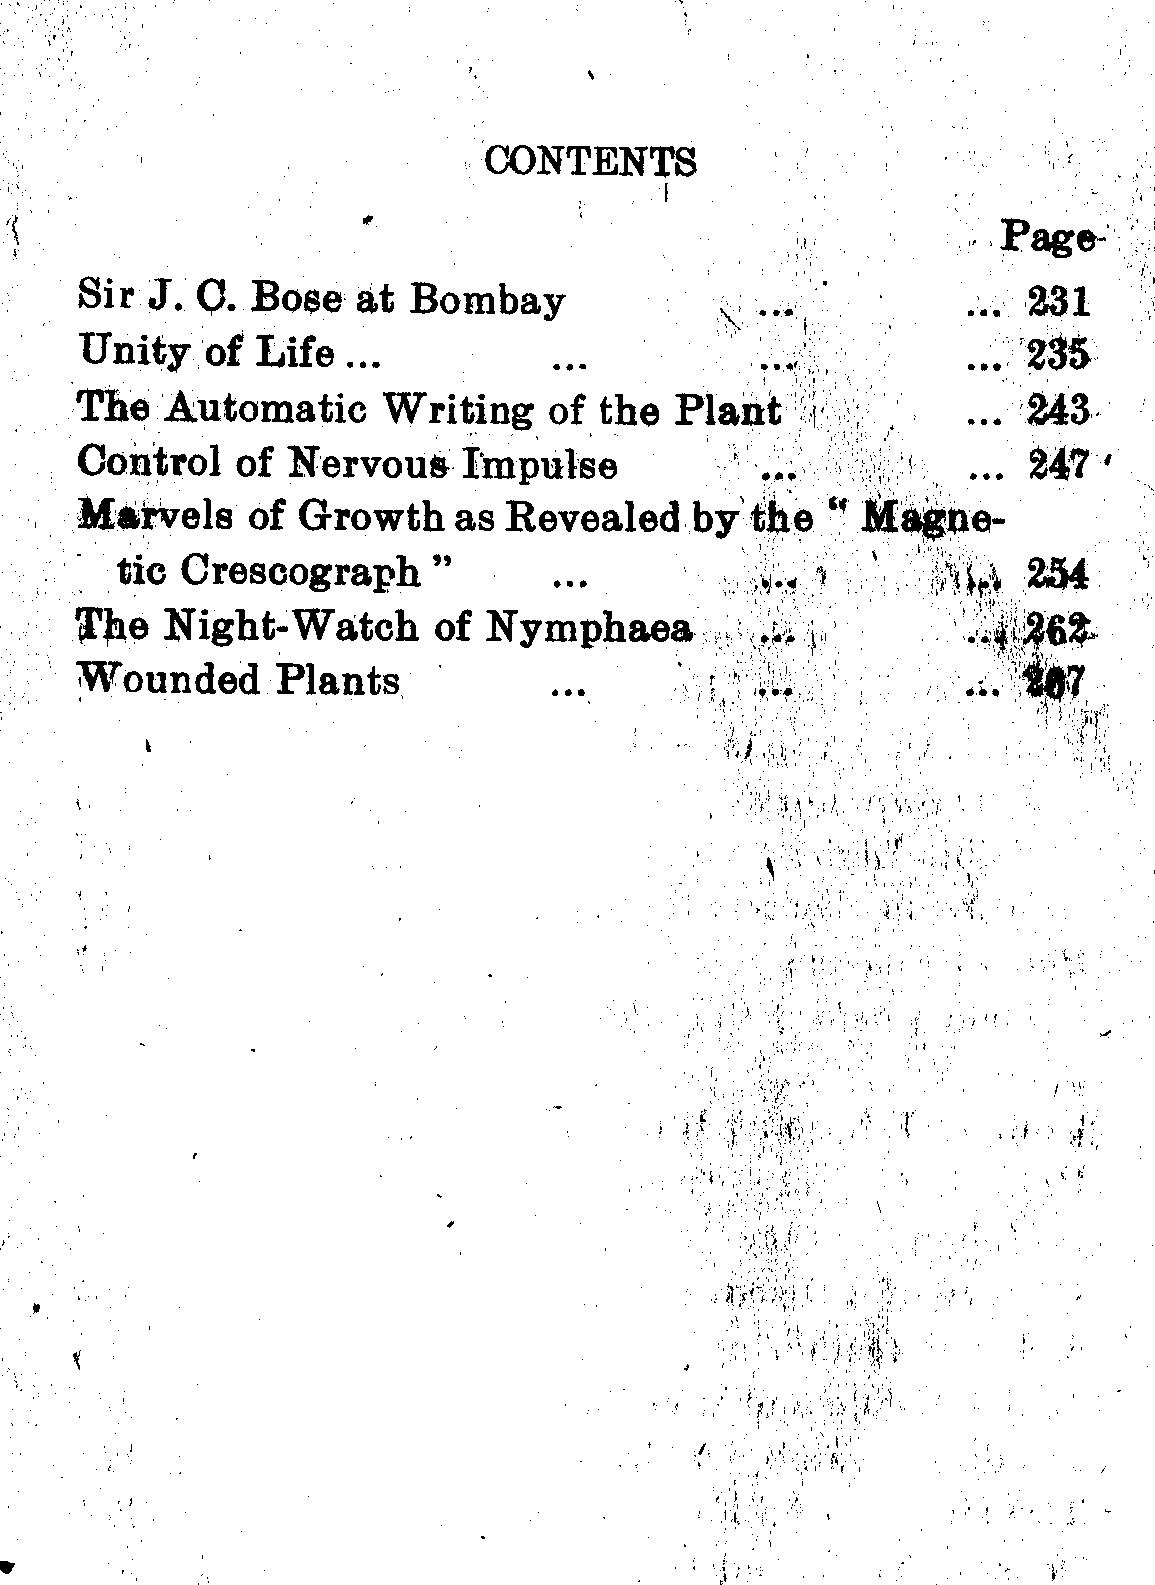 CONTENTS
Page
Sir J. C. Bose at Bombay ... ... 231
Unity of Life ... ... ... ... 235
The Automatic Writing of the Plant ... 243
Control of Nervous Impulse ... ... 247
Marvels of Growth as Revealed by the " Magne-
tic Crescograph " ... ... ... 254
The Night-Watch of Nymphaea ... ... 262
Wounded Plants ... ... ... 267